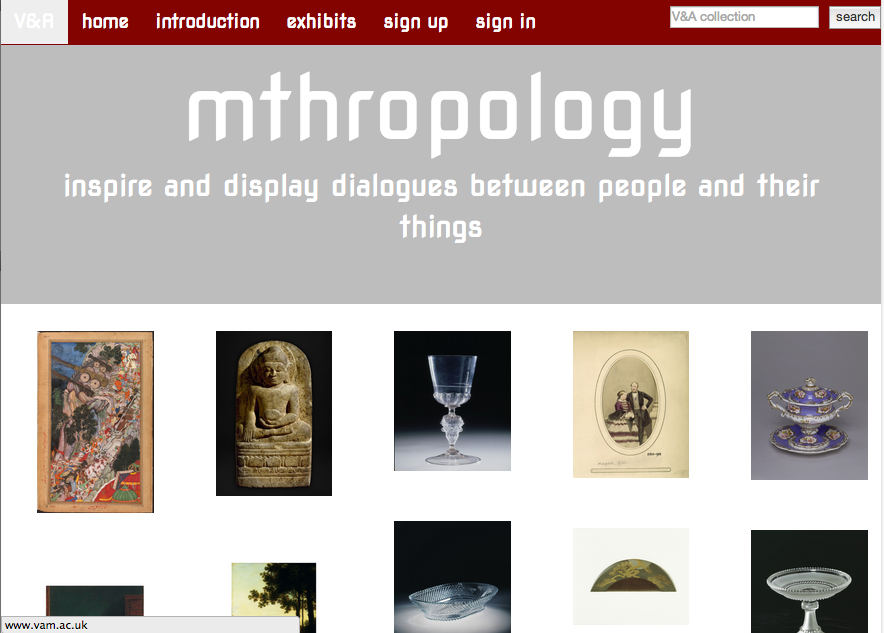 V&A home introduction exhibits sign up sign in V&A collection search
mthropology
inspire and display dialogues between people and their
things
www.vam.ac.uk